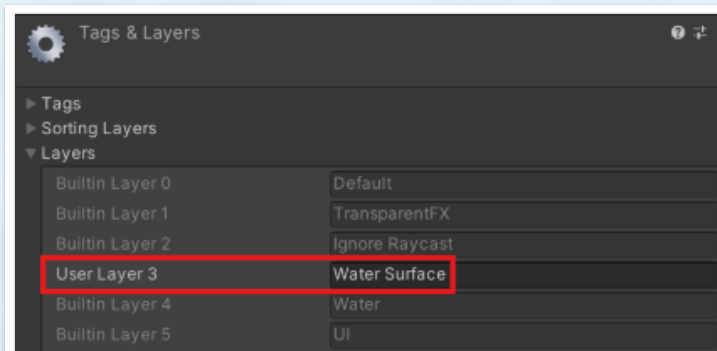 Tags & Layers
Tags
Sorting Layers
Layers
Builtin Layer 0 Default
Builtin Layer 1 TransparentFX
Builtin Layer 2 Ignore Raycast
User Layer 3 Water Surface
Builtin Layer 4 Water
Builtin Layer 5 UI